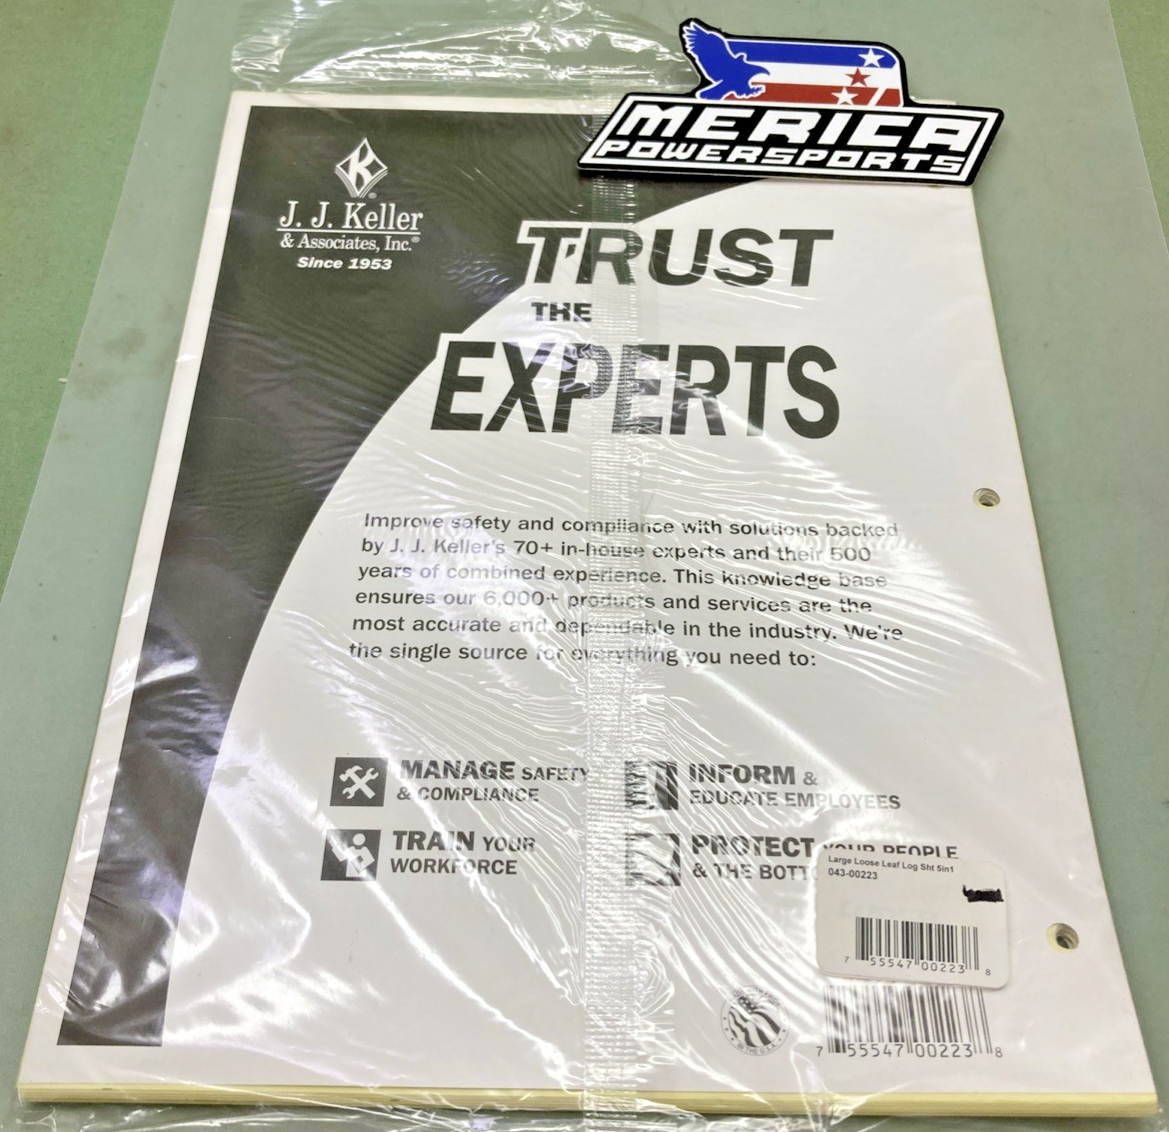 MERICA
POWERSPORTS
K
J. J. Keller
& Associates, Inc.®
Since 1953
TRUST
THE
EXPERTS
Improve safety and compliance with solutions backed
by J. J. Keller's 70+ in-house experts and their 500
years of combined experience. This knowledge base
ensures our 6,000+ products and services are the
most accurate and dependable in the industry. We're
the single source for everything you need to:
MANAGE SAFETY
& COMPLIANCE
INFORM &
EDUCATE EMPLOYEES
TRAIN YOUR
WORKFORCE
PROTECT YOUR PEOPLE
& THE BOTT
Large Loose Leaf Log Sht 5in1
043-00223
7 55547 00223 8
IN THE U.S.A.
7 55547 00223 8